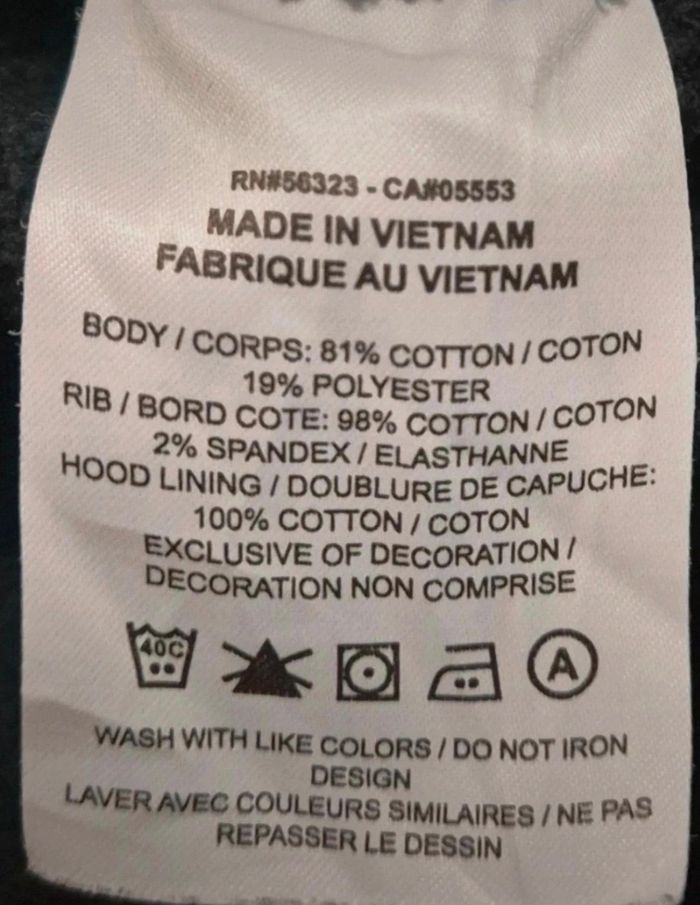 RN#56323 - CA#05553
MADE IN VIETNAM
FABRIQUE AU VIETNAM
BODY / CORPS: 81% COTTON / COTON
19% POLYESTER
RIB / BORD COTE: 98% COTTON / COTON
2% SPANDEX / ELASTHANNE
HOOD LINING / DOUBLURE DE CAPUCHE:
100% COTTON / COTON
EXCLUSIVE OF DECORATION /
DECORATION NON COMPRISE
40C A
WASH WITH LIKE COLORS / DO NOT IRON
DESIGN
LAVER AVEC COULEURS SIMILAIRES / NE PAS
REPASSER LE DESSIN